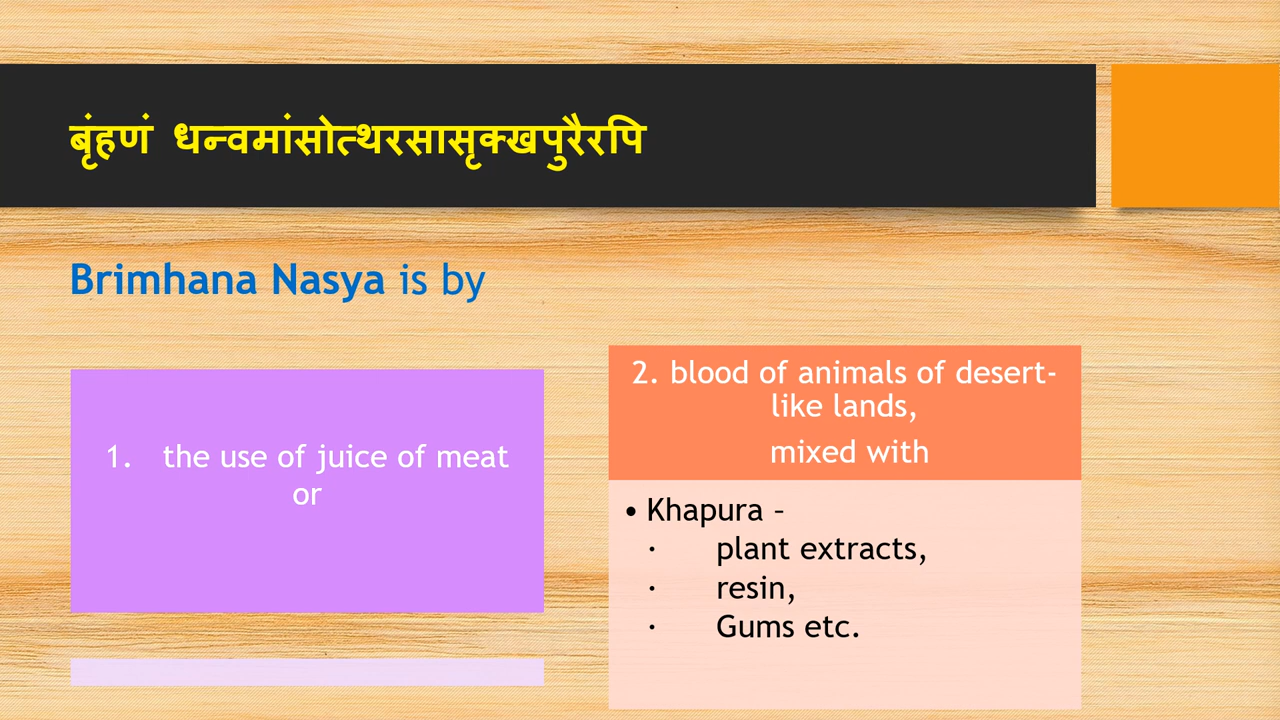 बृंहणं धन्वमांसोत्थरसासृक्खपुरैरपि
Brimhana Nasya is by
1. the use of juice of meat
or
2. blood of animals of desert-
like lands,
mixed with
• Khapura –
· plant extracts,
· resin,
· Gums etc.